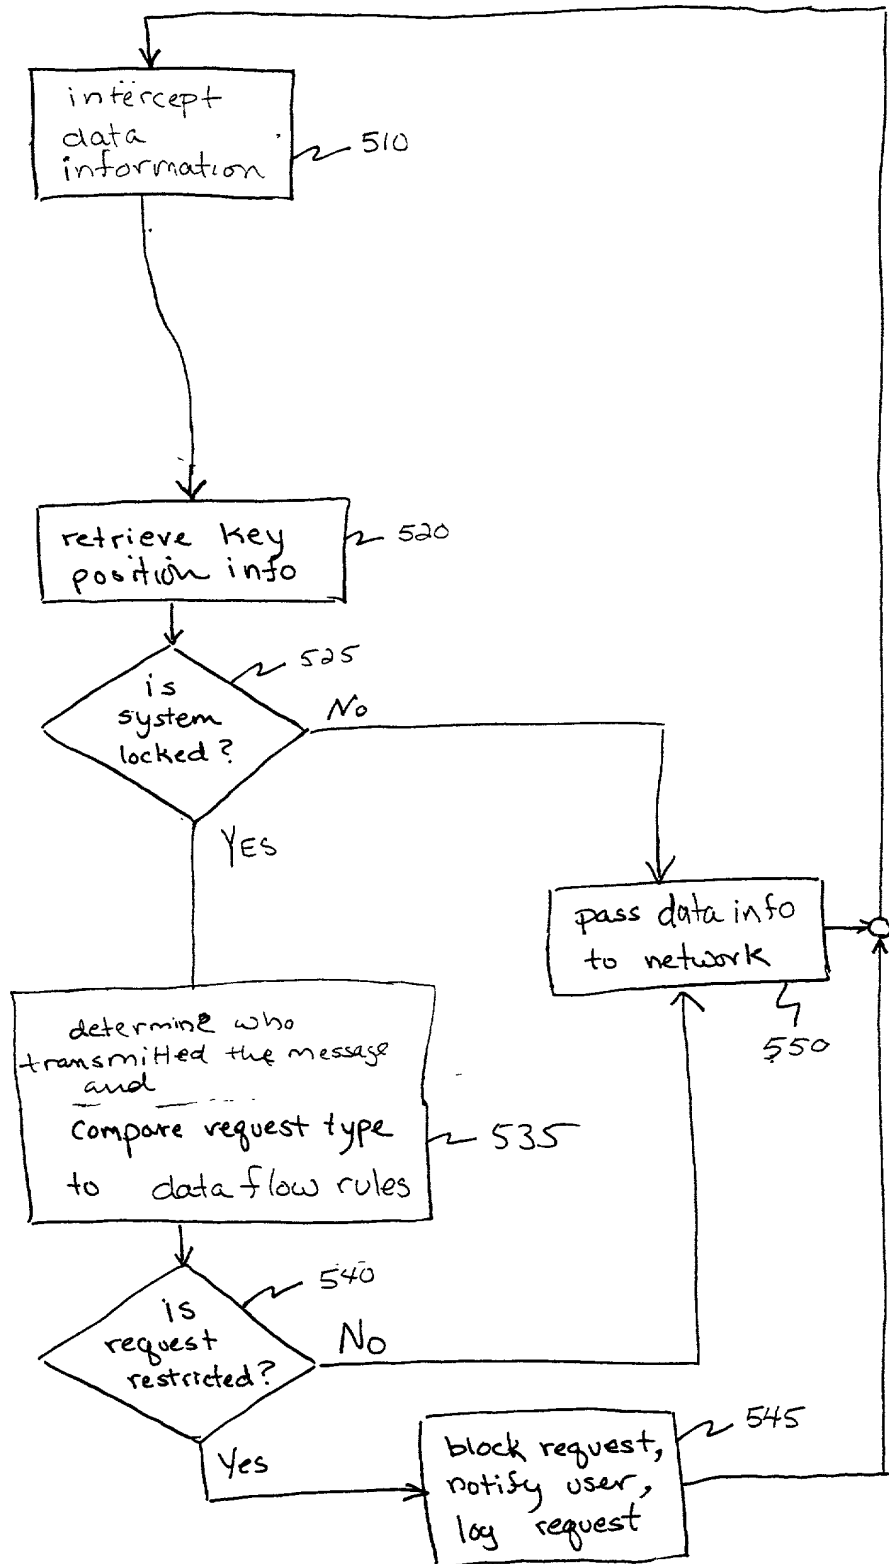 intercept
data
information
510
retrieve key
position info
520
525
is
system
locked?
No
YES
pass data info
to network
550
determine who
transmitted the message
and
compare request type
to data flow rules
535
540
is
request
restricted?
No
Yes
block request,
notify user,
log request
545